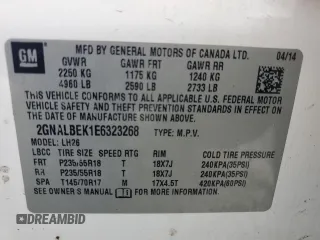 GM
MFD BY GENERAL MOTORS OF CANADA LTD. 04/14
GVWR GAWR FRT GAWR RR
2250 KG 1175 KG 1240 KG
4960 LB 2590 LB 2733 LB
THIS VEHICLE CONFORMS TO ALL APPLICABLE U.S. FEDERAL
MOTOR VEHICLE SAFETY AND THEFT PREVENTION
STANDARDS IN EFFECT ON THE DATE
OF MANUFACTURE SHOWN ABOVE.
2GNALBEK1E6323268 TYPE: M.P.V.
MODEL: LH26
LBCC TIRE SIZE SPEED RTG RIM COLD TIRE PRESSURE
FRT P235/55R18 T 18X7J 240KPA(35PSI)
RR P235/55R18 T 18X7J 240KPA(35PSI)
SPA T145/70R17 M 17X4.5T 420KPA(60PSI)
SEE OWNER'S MANUAL FOR ADDITIONAL INFORMATION
AUTOBIDMASTER